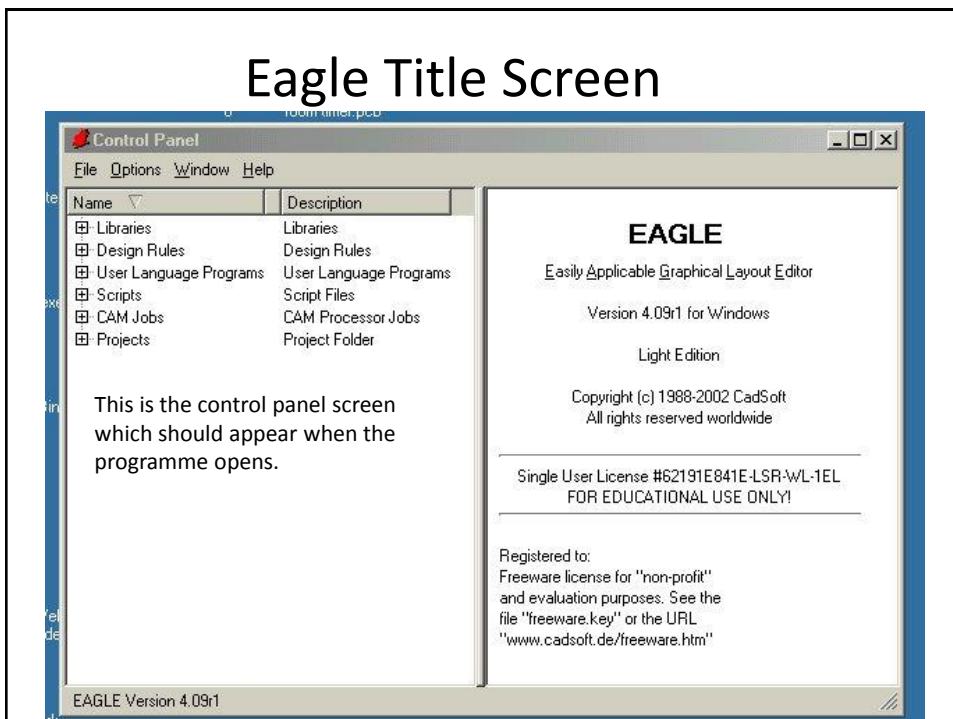 Eagle Title Screen
room timer.pcb
Control Panel
File Options Window Help
Name Description
Libraries Libraries
Design Rules Design Rules
User Language Programs User Language Programs
Scripts Script Files
CAM Jobs CAM Processor Jobs
Projects Project Folder
This is the control panel screen
which should appear when the
programme opens.
EAGLE
Easily Applicable Graphical Layout Editor
Version 4.09r1 for Windows
Light Edition
Copyright (c) 1988-2002 CadSoft
All rights reserved worldwide
Single User License #62191E841E-LSR-WL-1EL
FOR EDUCATIONAL USE ONLY!
Registered to:
Freeware license for "non-profit"
and evaluation purposes. See the
file "freeware.key" or the URL
"www.cadsoft.de/freeware.htm"
EAGLE Version 4.09r1